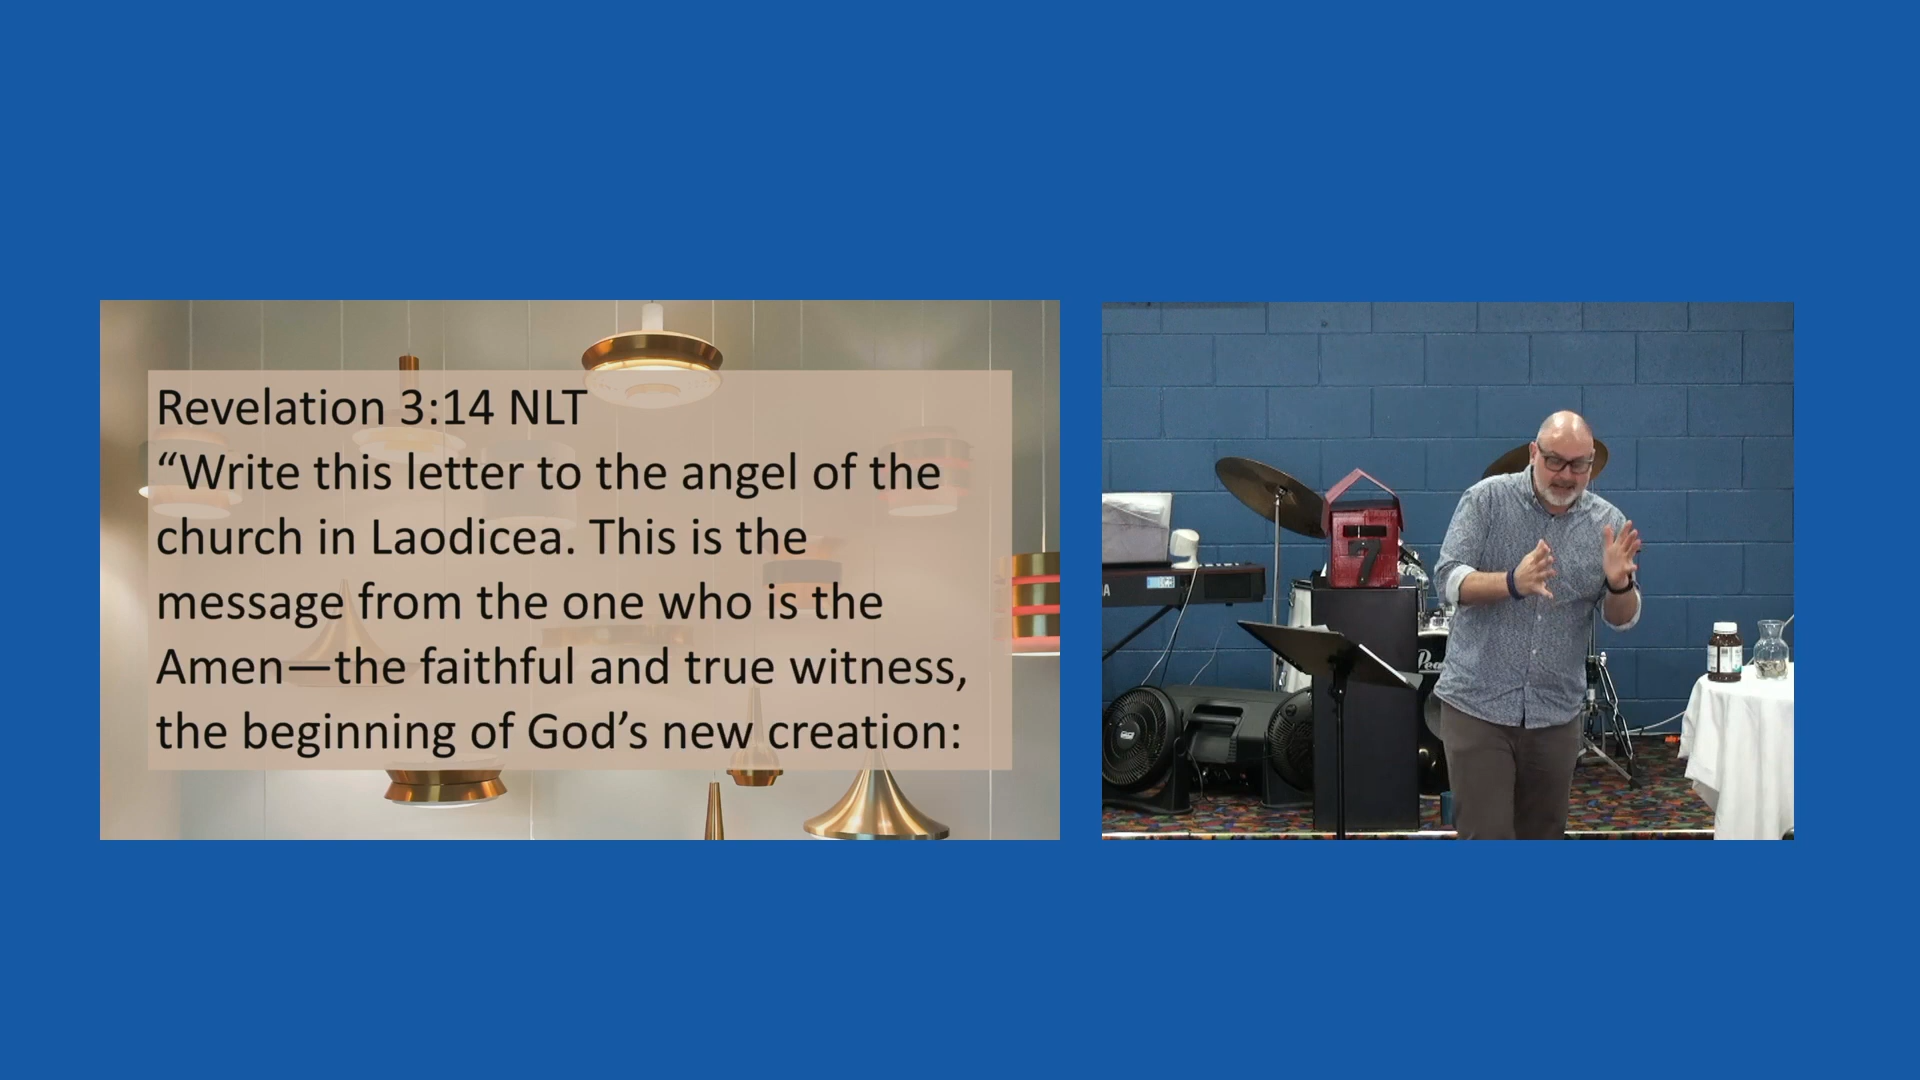 Revelation 3:14 NLT
“Write this letter to the angel of the
church in Laodicea. This is the
message from the one who is the
Amen—the faithful and true witness,
the beginning of God’s new creation:
7